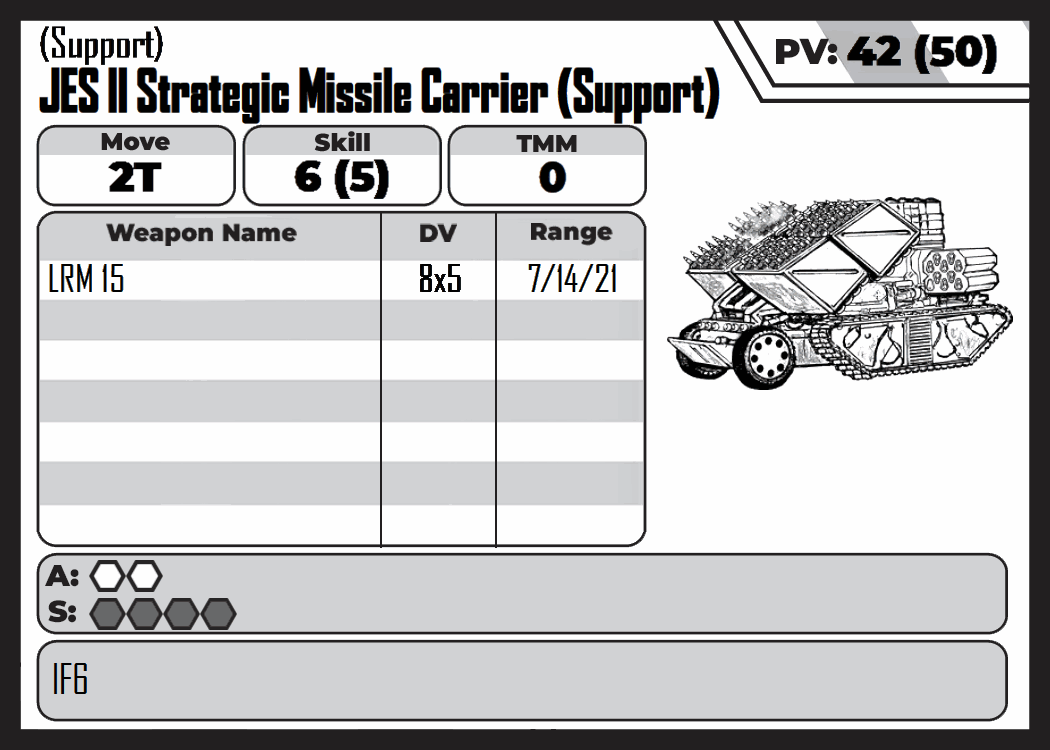 (Support)
JES II Strategic Missile Carrier (Support)
PV: 42 (50)
Move Skill TMM
2T 6 (5) 0
Weapon Name DV Range
LRM 15 8x5 7/14/21
A:
S:
IF6